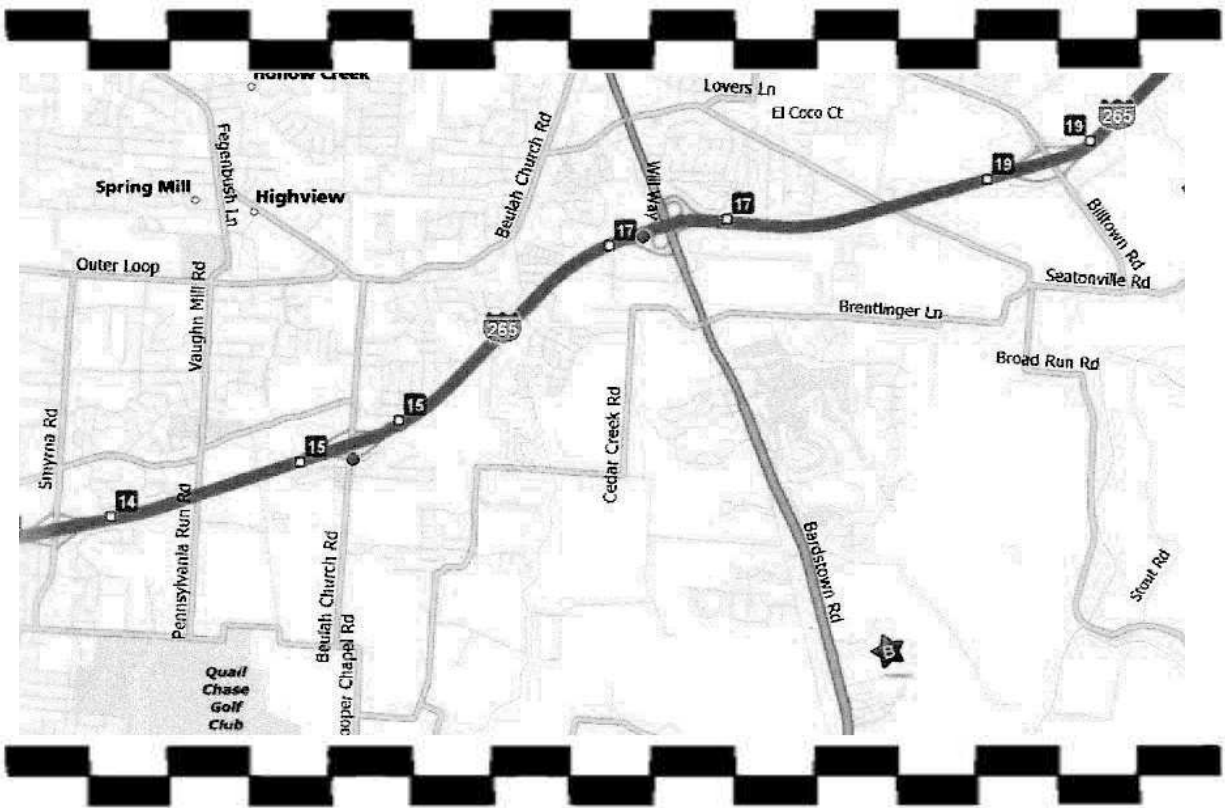 Hollow Creek
Lovers Ln
El Coco Ct
265
19
19
Fegenbush Ln
Beulah Church Rd
Will Way
Spring Mill
Highview
17
17
Billtown Rd
Outer Loop
Vaughn Mill Rd
Seatonville Rd
Brentlinger Ln
265
Broad Run Rd
Smyrna Rd
15
15
Cedar Creek Rd
14
Pennsylvania Run Rd
Beulah Church Rd
Bardstown Rd
Stout Rd
ooper Chapel Rd
B
Quail
Chase
Golf
Club